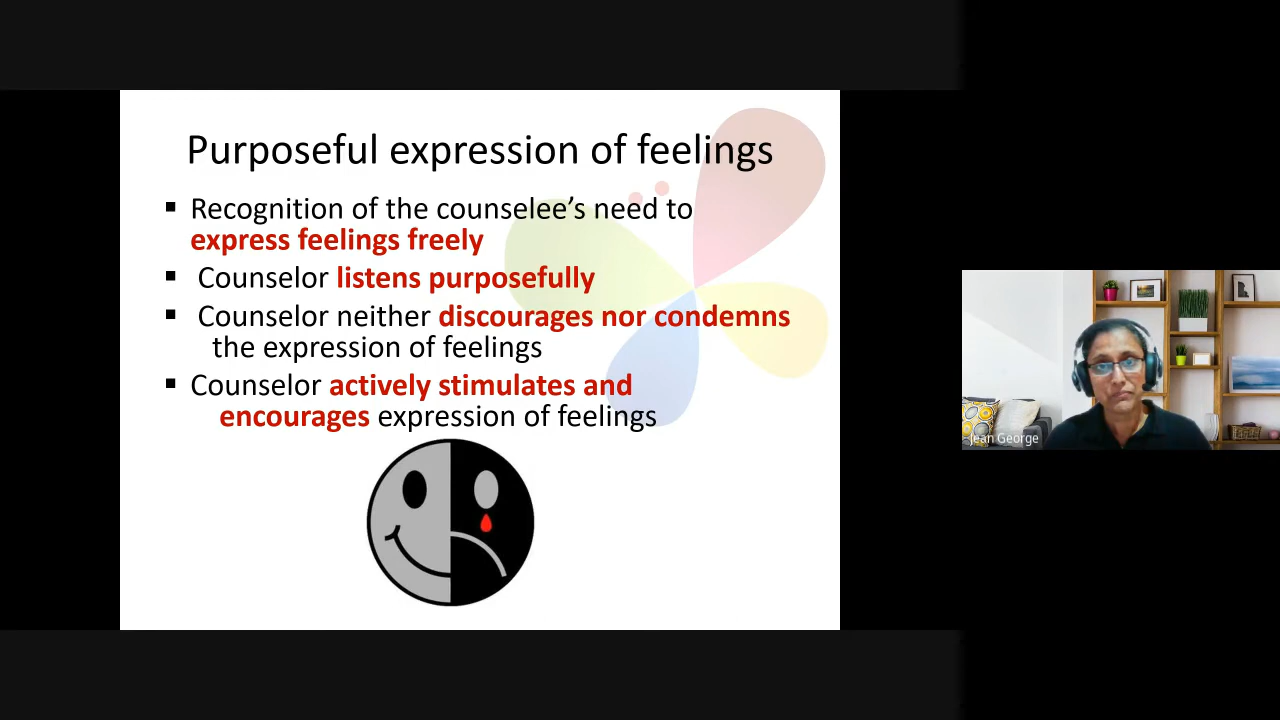 Purposeful expression of feelings
▪ Recognition of the counselee’s need to
express feelings freely
▪ Counselor listens purposefully
▪ Counselor neither discourages nor condemns
the expression of feelings
▪ Counselor actively stimulates and
encourages expression of feelings
Jean George